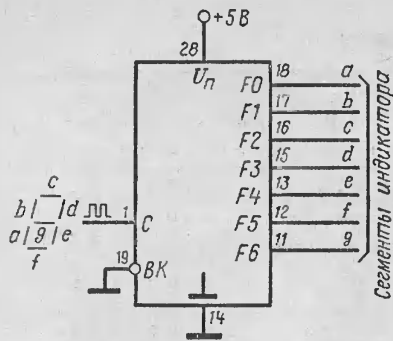 +5 В
28
Uп
F0 18 a
F1 17 b
F2 16 c
F3 15 d
F4 13 e
F5 12 f
F6 11 g
Сегменты индикатора
c
b d
a g e
f
1 C
19 ВК
14